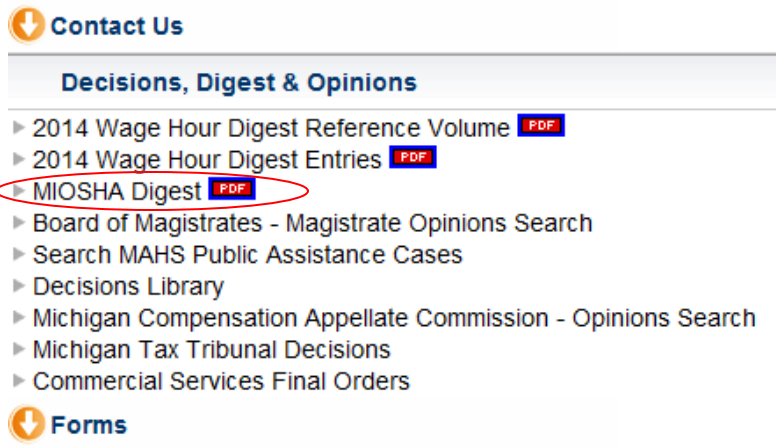 Contact Us
Decisions, Digest & Opinions
2014 Wage Hour Digest Reference Volume PDF
2014 Wage Hour Digest Entries PDF
MIOSHA Digest PDF
Board of Magistrates - Magistrate Opinions Search
Search MAHS Public Assistance Cases
Decisions Library
Michigan Compensation Appellate Commission - Opinions Search
Michigan Tax Tribunal Decisions
Commercial Services Final Orders
Forms